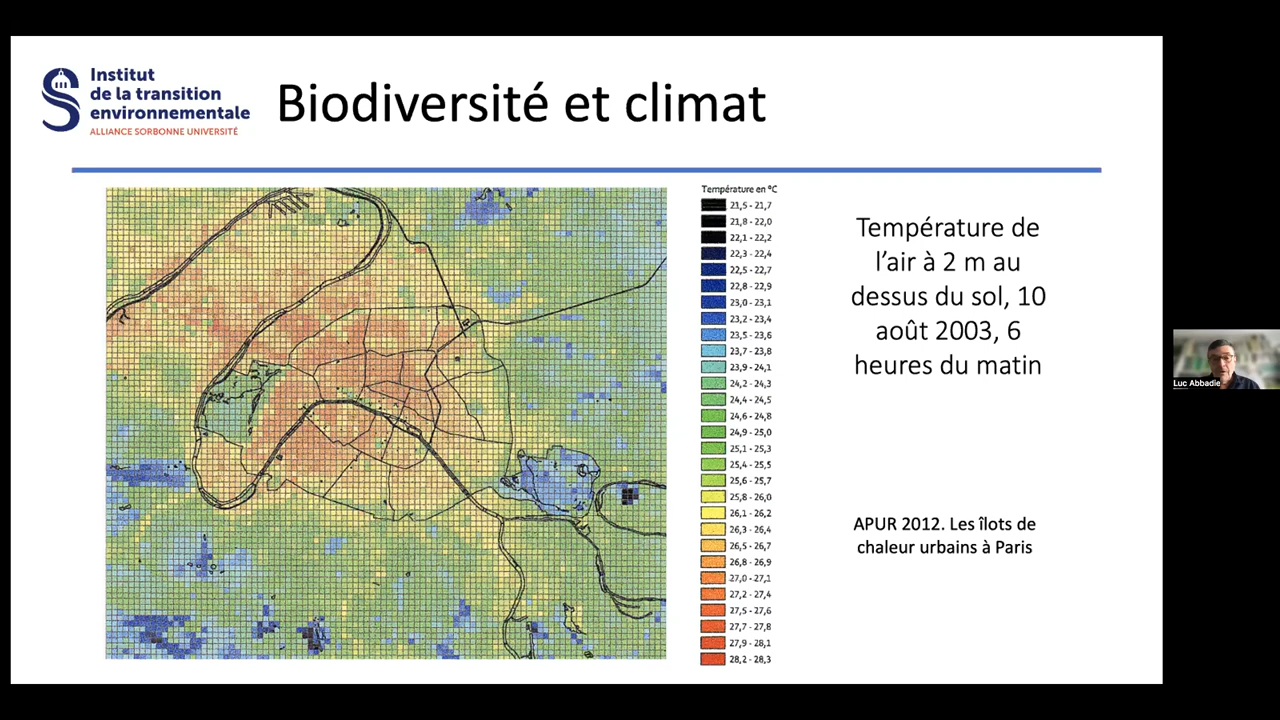 Institut
de la transition
environnementale
ALLIANCE SORBONNE UNIVERSITÉ
Biodiversité et climat
Température en °C
21,5 - 21,7
21,8 - 22,0
22,1 - 22,2
22,3 - 22,4
22,5 - 22,7
22,8 - 22,9
23,0 - 23,1
23,2 - 23,4
23,5 - 23,6
23,7 - 23,8
23,9 - 24,1
24,2 - 24,3
24,4 - 24,5
24,6 - 24,8
24,9 - 25,0
25,1 - 25,3
25,4 - 25,5
25,6 - 25,7
25,8 - 26,0
26,1 - 26,2
26,3 - 26,4
26,5 - 26,7
26,8 - 26,9
27,0 - 27,1
27,2 - 27,4
27,5 - 27,6
27,7 - 27,8
27,9 - 28,1
28,2 - 28,3
Température de
l’air à 2 m au
dessus du sol, 10
août 2003, 6
heures du matin
APUR 2012. Les îlots de
chaleur urbains à Paris
Luc Abbadie